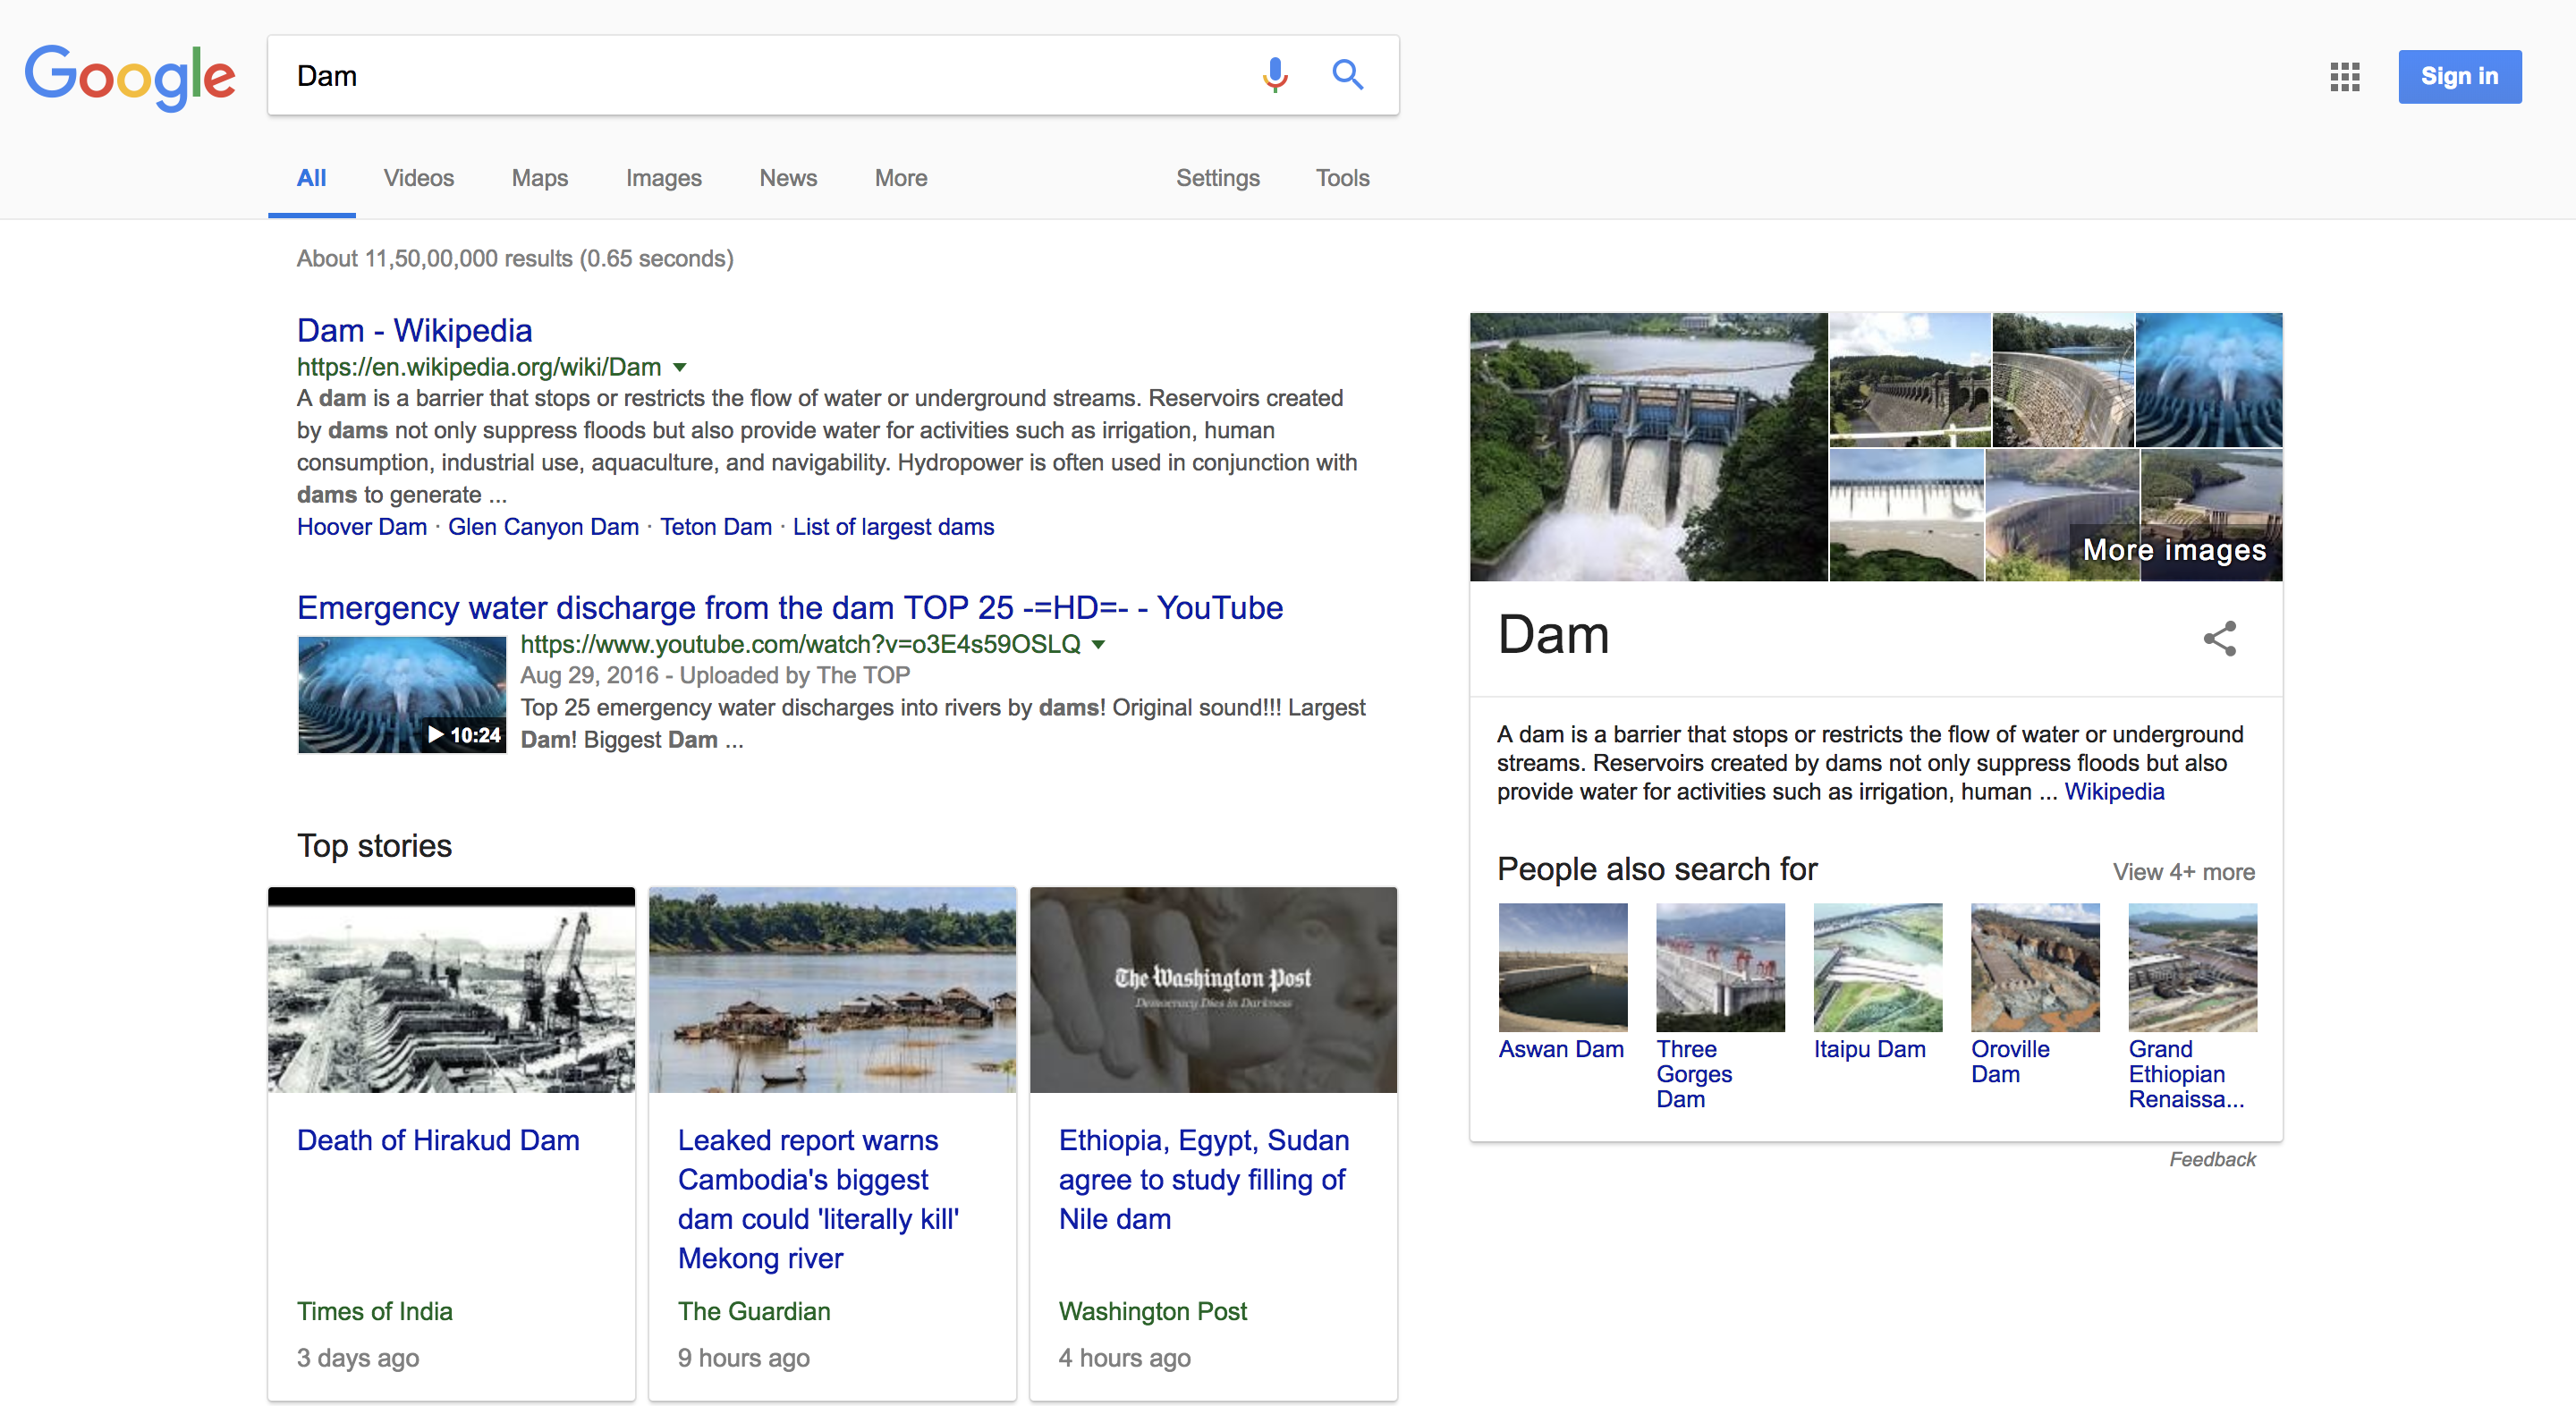 Google
Dam
Sign in
All Videos Maps Images News More Settings Tools
About 11,50,00,000 results (0.65 seconds)
Dam - Wikipedia
https://en.wikipedia.org/wiki/Dam
A dam is a barrier that stops or restricts the flow of water or underground streams. Reservoirs created
by dams not only suppress floods but also provide water for activities such as irrigation, human
consumption, industrial use, aquaculture, and navigability. Hydropower is often used in conjunction with
dams to generate ...
Hoover Dam · Glen Canyon Dam · Teton Dam · List of largest dams
Emergency water discharge from the dam TOP 25 -=HD=- - YouTube
https://www.youtube.com/watch?v=o3E4s59OSLQ
Aug 29, 2016 - Uploaded by The TOP
Top 25 emergency water discharges into rivers by dams! Original sound!!! Largest
Dam! Biggest Dam ...
10:24
Top stories
Death of Hirakud Dam
Times of India
3 days ago
Leaked report warns
Cambodia's biggest
dam could 'literally kill'
Mekong river
The Guardian
9 hours ago
The Washington Post
Democracy Dies in Darkness
Ethiopia, Egypt, Sudan
agree to study filling of
Nile dam
Washington Post
4 hours ago
More images
Dam
A dam is a barrier that stops or restricts the flow of water or underground
streams. Reservoirs created by dams not only suppress floods but also
provide water for activities such as irrigation, human ... Wikipedia
People also search for
View 4+ more
Aswan Dam
Three
Gorges
Dam
Itaipu Dam
Oroville
Dam
Grand
Ethiopian
Renaissa...
Feedback